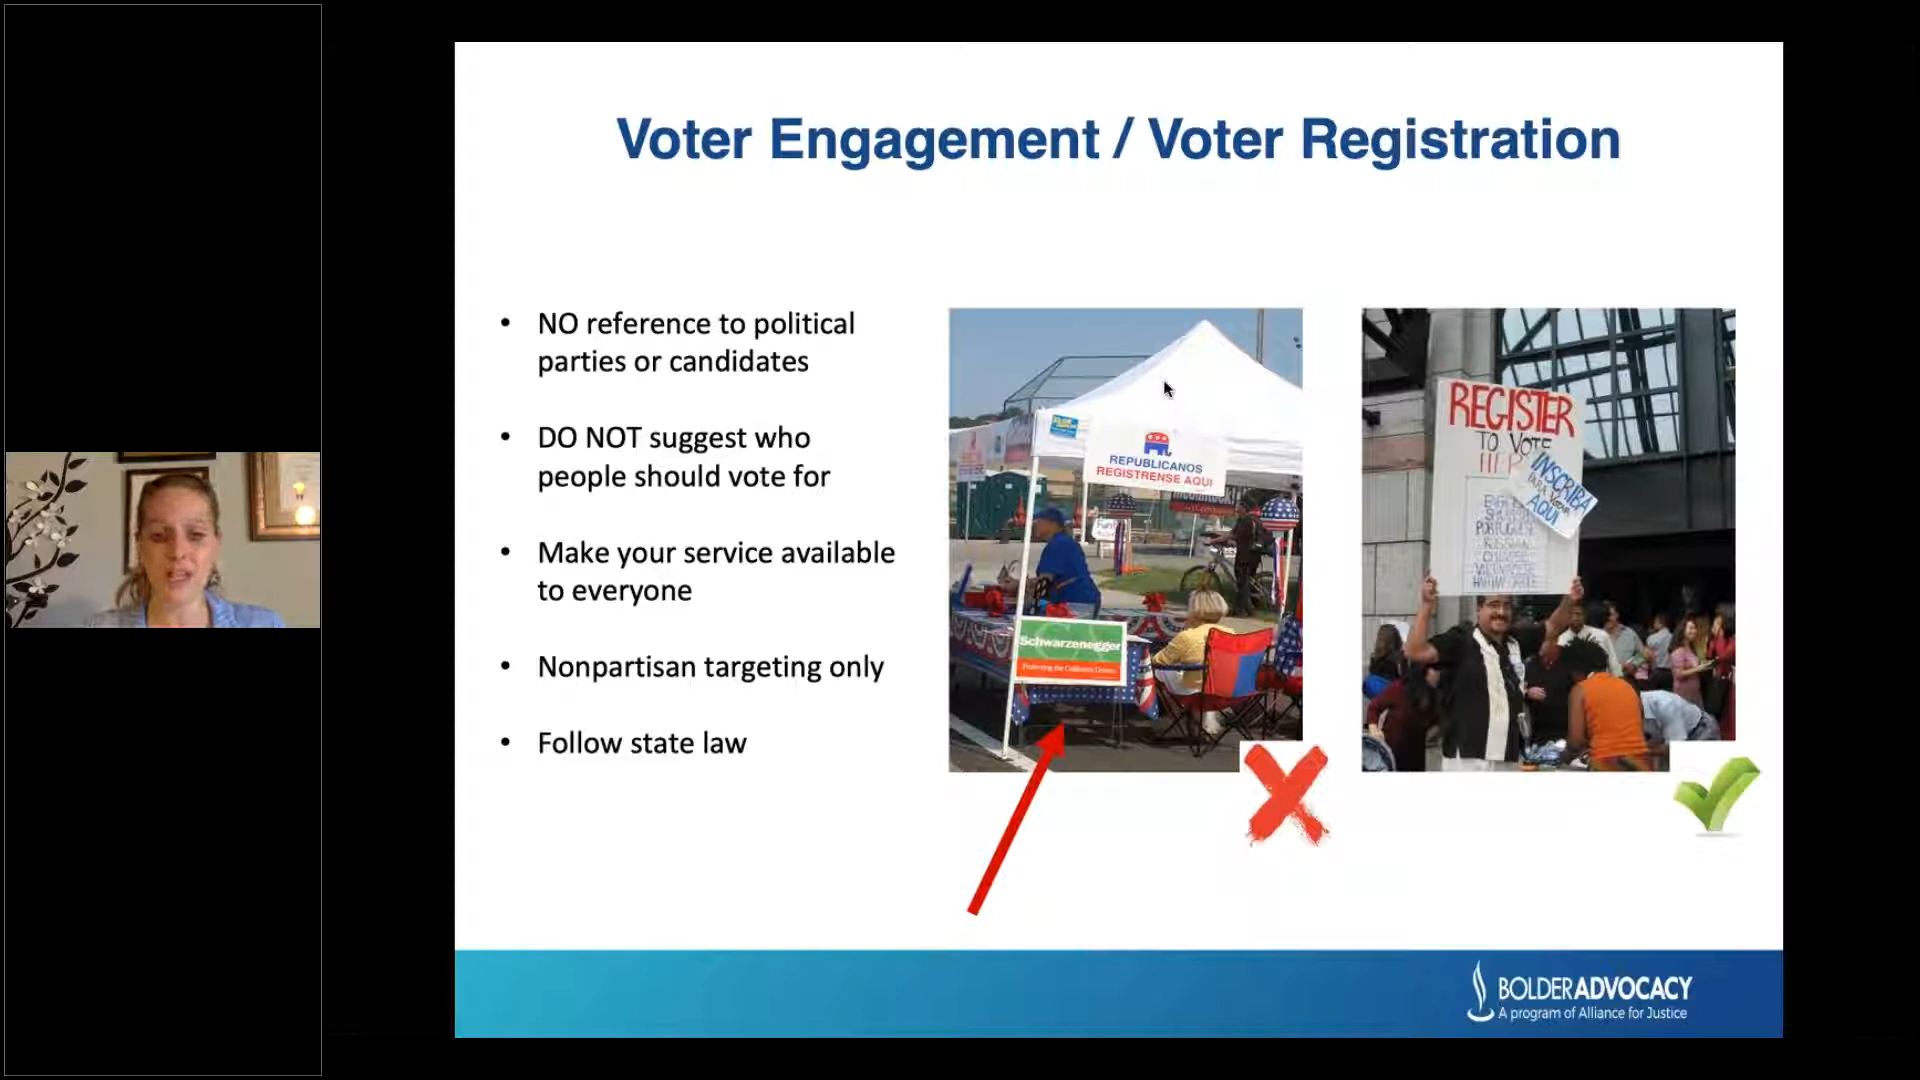 Voter Engagement / Voter Registration
• NO reference to political
parties or candidates
• DO NOT suggest who
people should vote for
• Make your service available
to everyone
• Nonpartisan targeting only
• Follow state law
REPUBLICANOS
REGISTRENSE AQUI
Schwarzenegger
REGISTER
TO VOTE
INSCRIBA
PARA VOTAR
AQUI
BOLDERADVOCACY
A program of Alliance for Justice